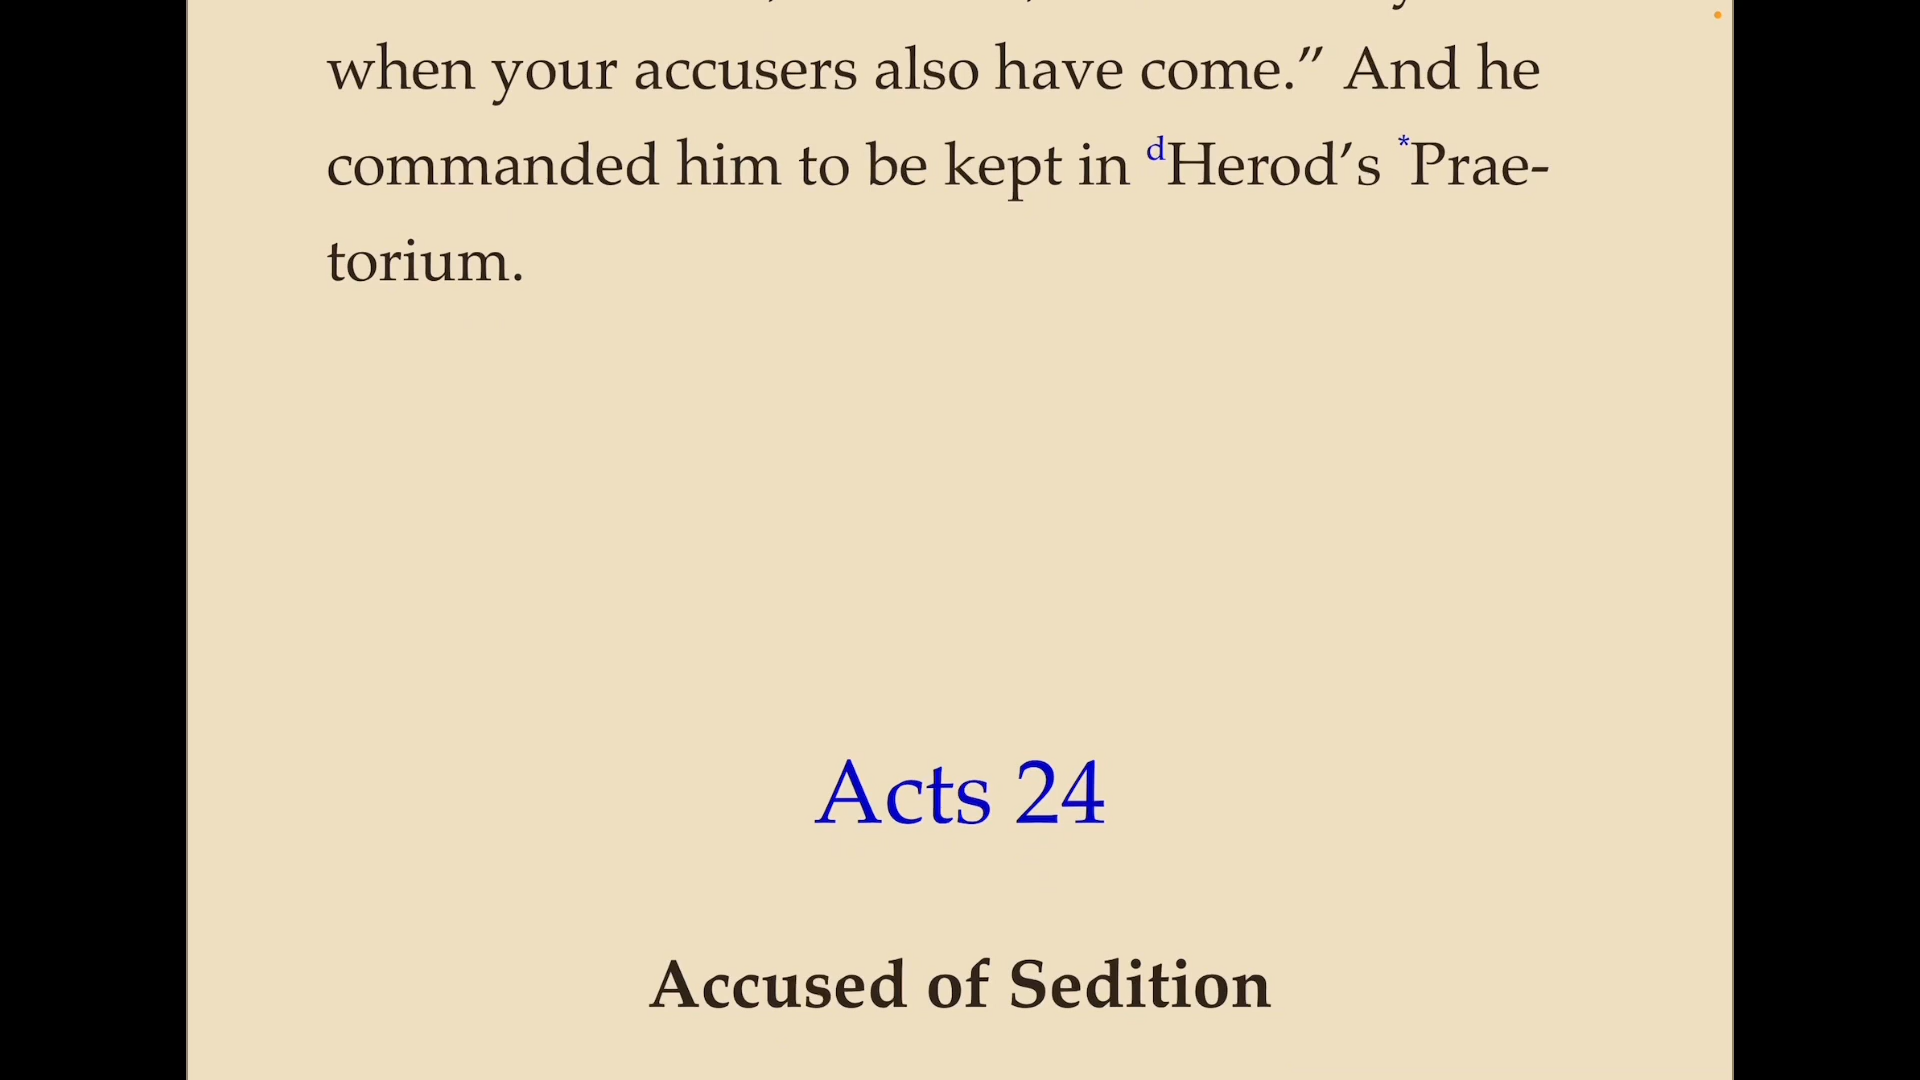 when your accusers also have come.” And he
commanded him to be kept in dHerod’s *Prae-
torium.
Acts 24
Accused of Sedition